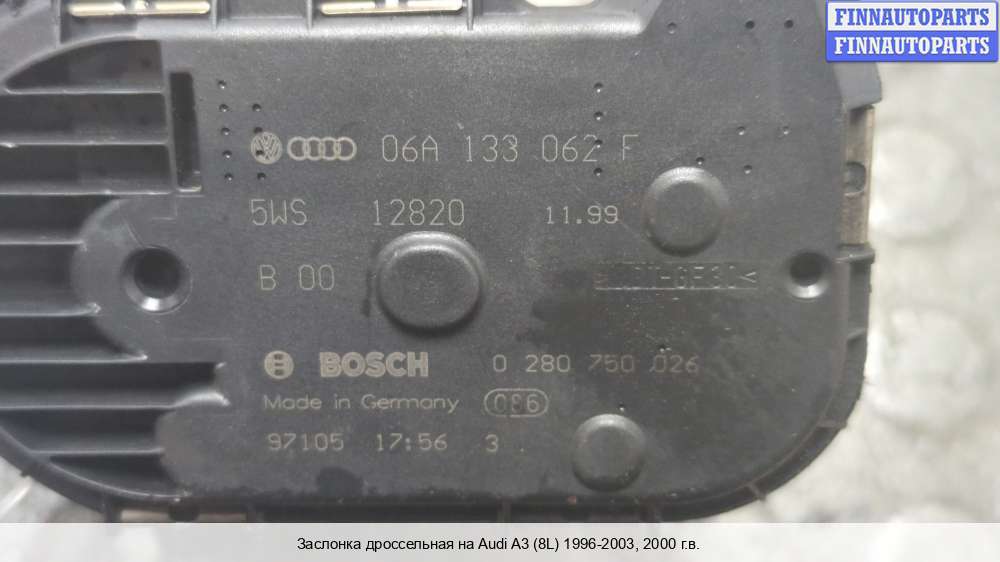 FINNAUTOPARTS
FINNAUTOPARTS
06A 133 062 F
5WS 12820 11.99
B 00
BOSCH 0 280 750 026
Made in Germany 086
97105 17:56 3
Заслонка дроссельная на Audi A3 (8L) 1996-2003, 2000 г.в.